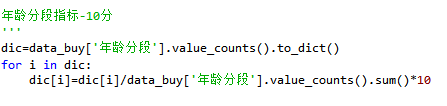 年龄分段指标-10分
'''
dic=data_buy['年龄分段'].value_counts().to_dict()
for i in dic:
    dic[i]=dic[i]/data_buy['年龄分段'].value_counts().sum()*10